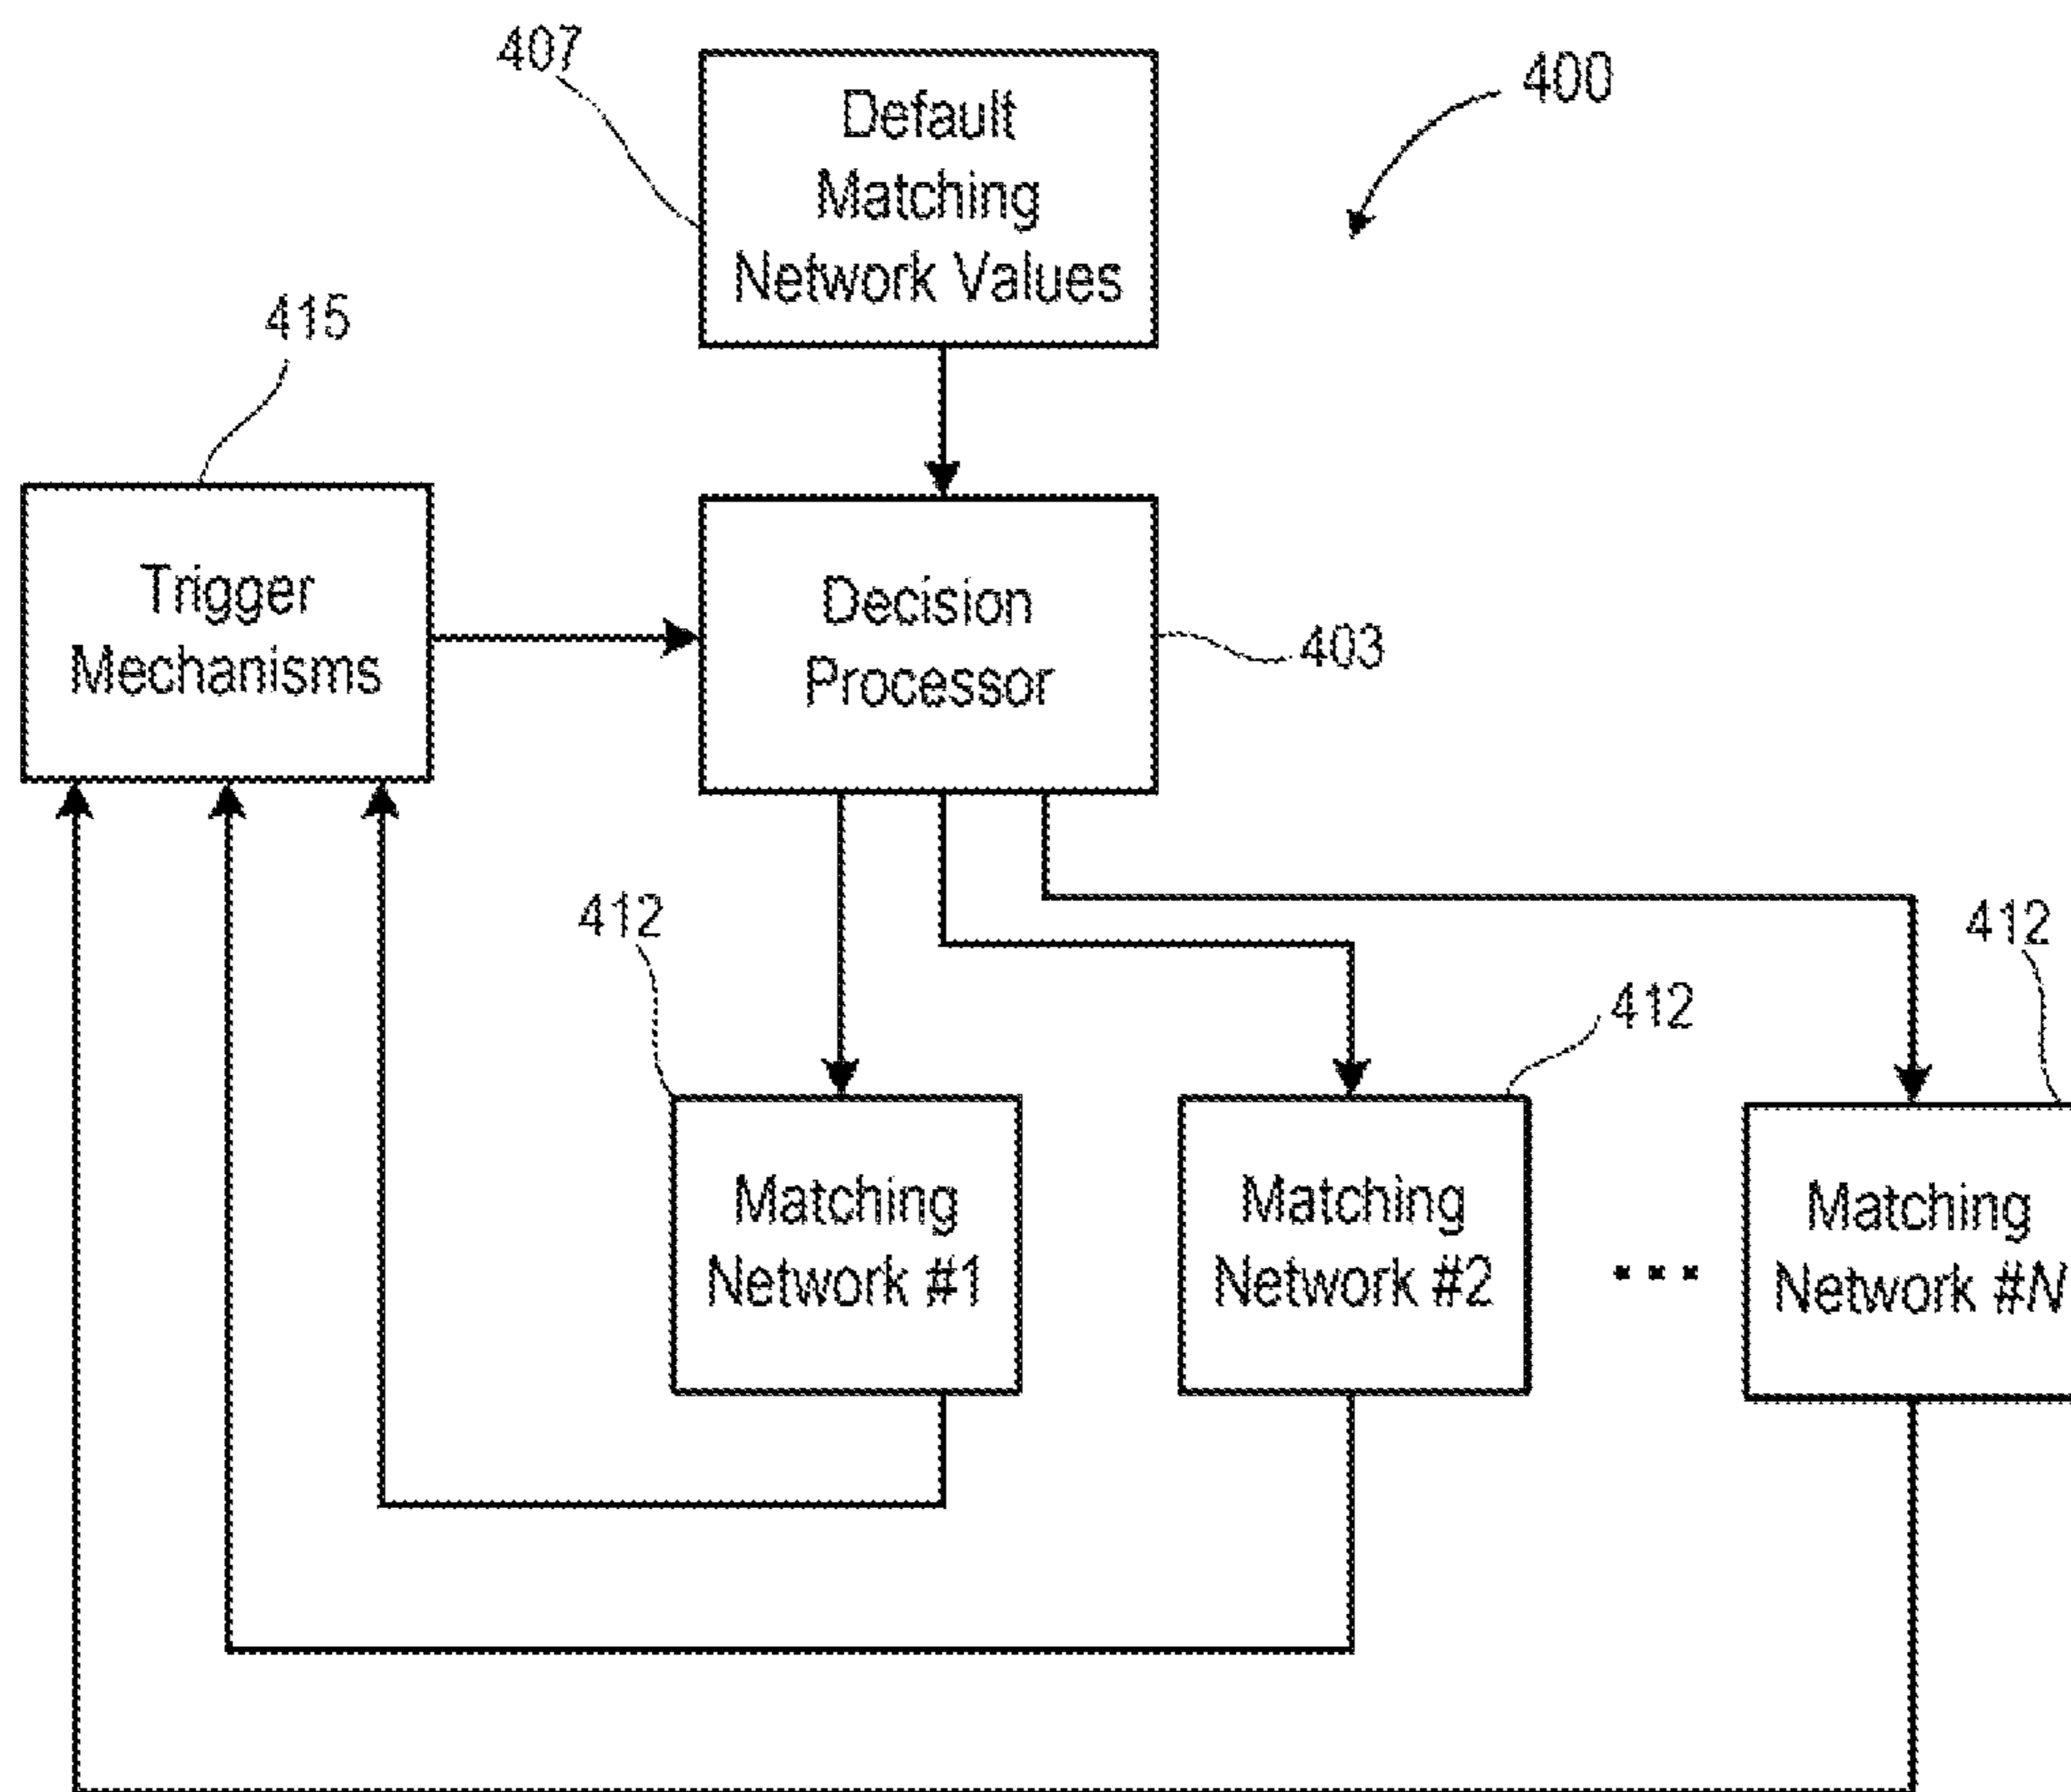 407
400
Default
Matching
Network Values
415
Trigger
Mechanisms
Decision
Processor
403
412
412
412
Matching
Network #1
Matching
Network #2
...
Matching
Network #N